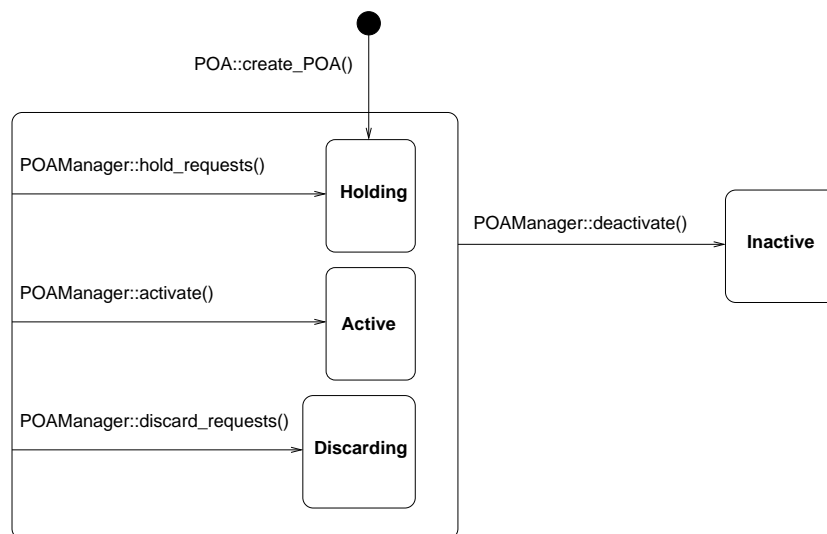 POA::create_POA()
POAManager::hold_requests()
Holding
POAManager::deactivate()
Inactive
POAManager::activate()
Active
POAManager::discard_requests()
Discarding